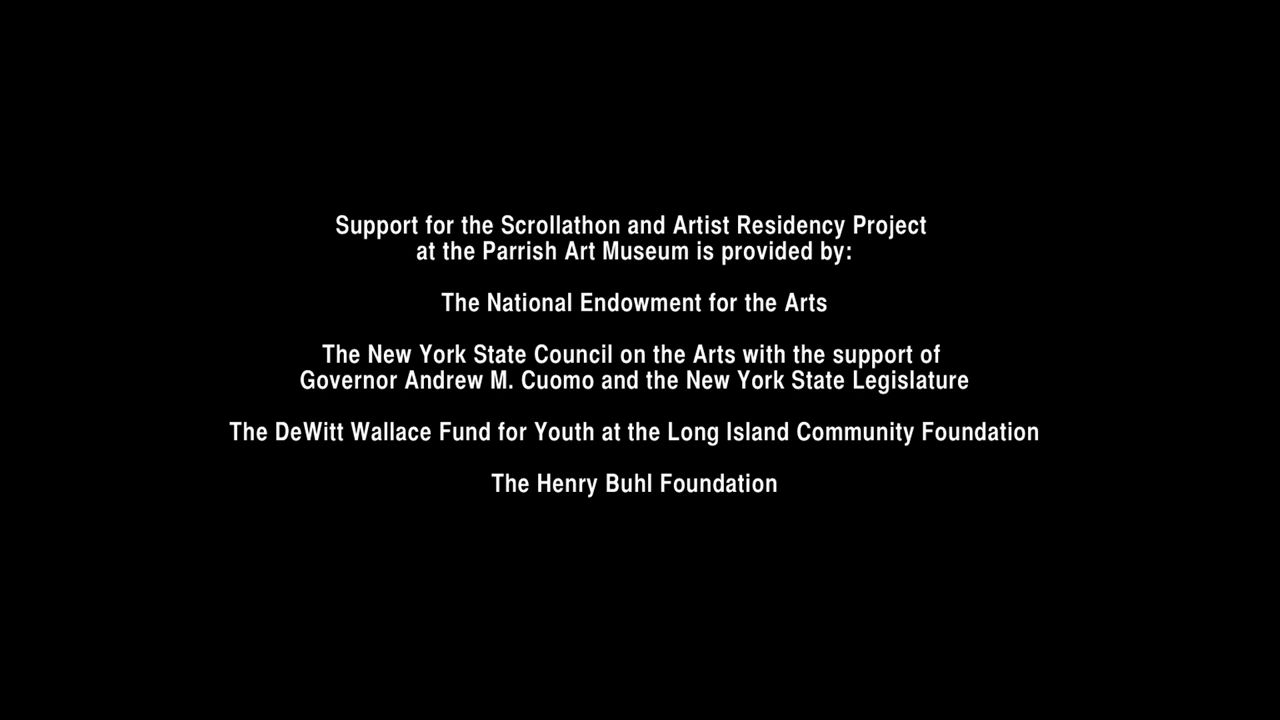 Support for the Scrollathon and Artist Residency Project
at the Parrish Art Museum is provided by:
The National Endowment for the Arts
The New York State Council on the Arts with the support of
Governor Andrew M. Cuomo and the New York State Legislature
The DeWitt Wallace Fund for Youth at the Long Island Community Foundation
The Henry Buhl Foundation